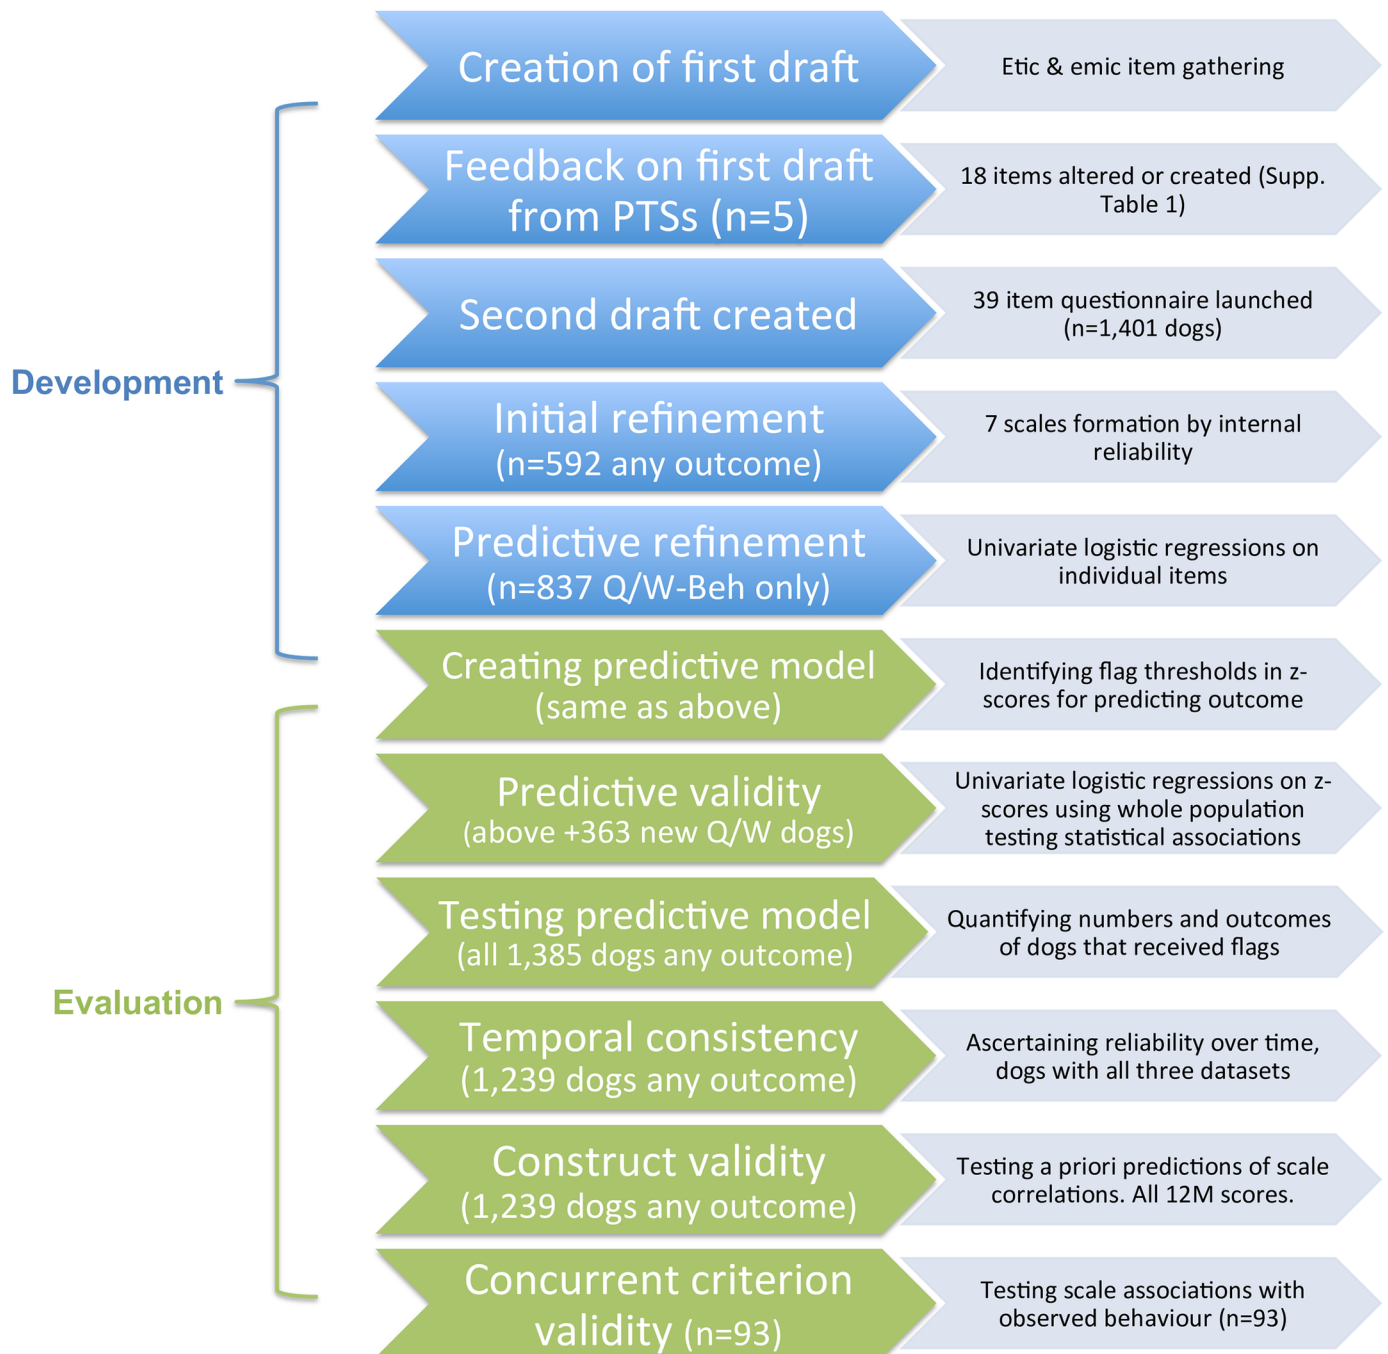 Creation of first draft
Etic & emic item gathering
Feedback on first draft
from PTSs (n=5)
18 items altered or created (Supp.
Table 1)
Second draft created
39 item questionnaire launched
(n=1,401 dogs)
Development
Initial refinement
(n=592 any outcome)
7 scales formation by internal
reliability
Predictive refinement
(n=837 Q/W-Beh only)
Univariate logistic regressions on
individual items
Creating predictive model
(same as above)
Identifying flag thresholds in z-
scores for predicting outcome
Predictive validity
(above +363 new Q/W dogs)
Univariate logistic regressions on z-
scores using whole population
testing statistical associations
Testing predictive model
(all 1,385 dogs any outcome)
Quantifying numbers and outcomes
of dogs that received flags
Evaluation
Temporal consistency
(1,239 dogs any outcome)
Ascertaining reliability over time,
dogs with all three datasets
Construct validity
(1,239 dogs any outcome)
Testing a priori predictions of scale
correlations. All 12M scores.
Concurrent criterion
validity (n=93)
Testing scale associations with
observed behaviour (n=93)